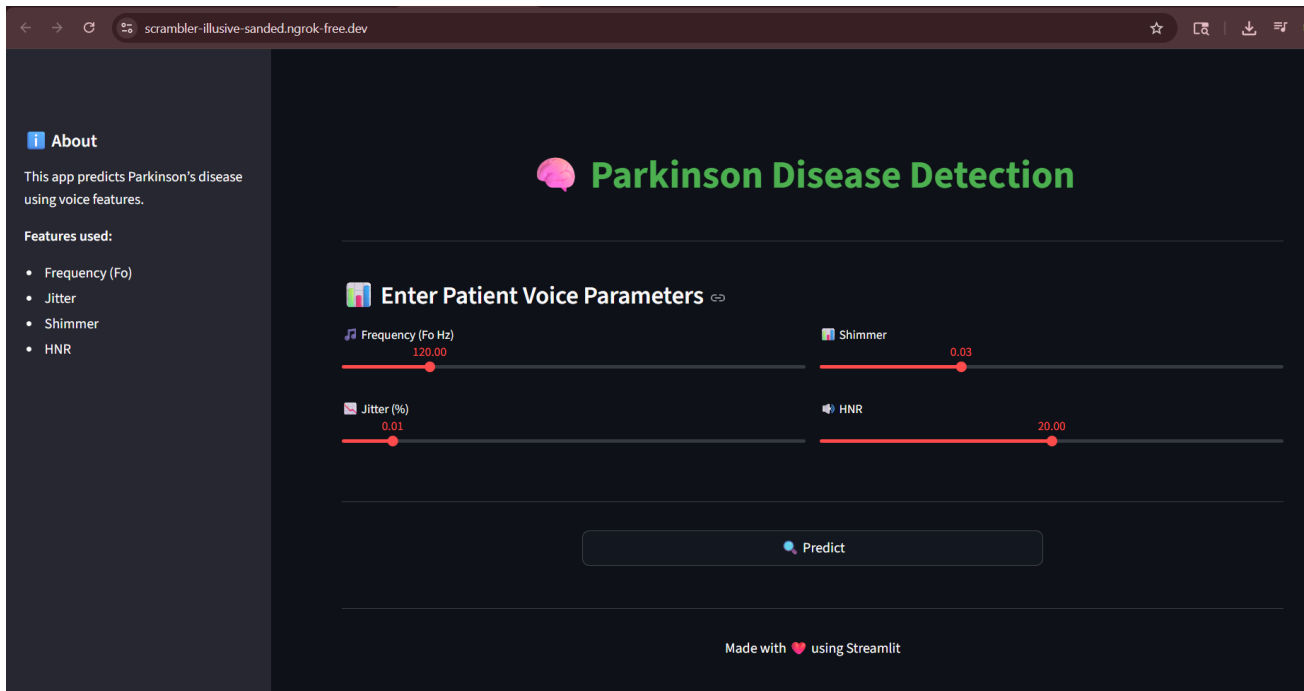 scrambler-illusive-sanded.ngrok-free.dev
About
This app predicts Parkinson's disease
using voice features.
Features used:
Frequency (Fo)
Jitter
Shimmer
HNR
Parkinson Disease Detection
Enter Patient Voice Parameters
Frequency (Fo Hz)
120.00
Jitter (%)
0.01
Shimmer
0.03
HNR
20.00
Predict
Made with ❤️ using Streamlit